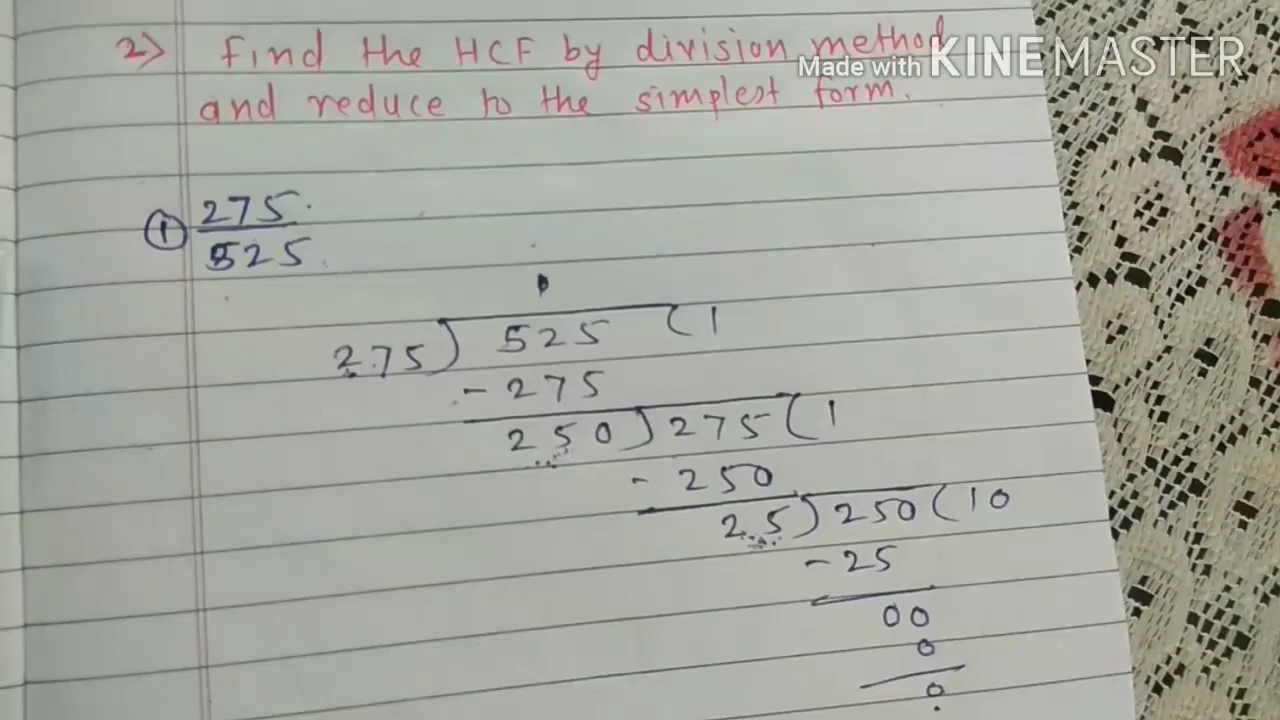 2> Find the HCF by division method
Made with KINEMASTER
and reduce to the simplest form.
① 275
525
275) 525 (1
- 275
250) 275 (1
- 250
25) 250 (10
- 25
00
0
0